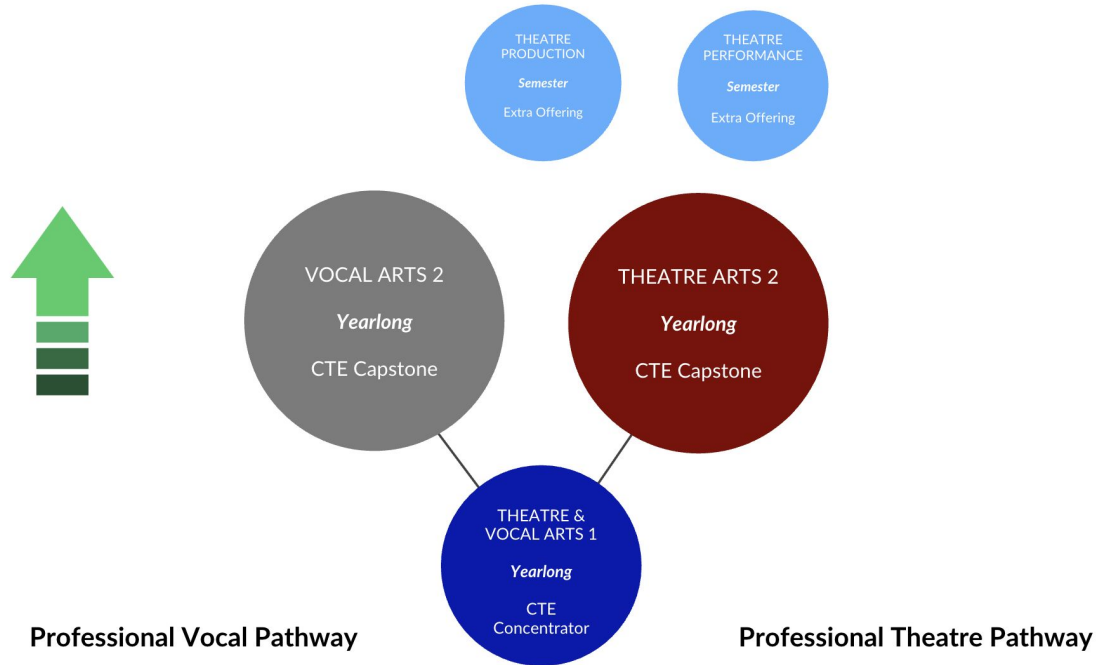 THEATRE
PRODUCTION
Semester
Extra Offering
THEATRE
PERFORMANCE
Semester
Extra Offering
VOCAL ARTS 2
Yearlong
CTE Capstone
THEATRE ARTS 2
Yearlong
CTE Capstone
THEATRE &
VOCAL ARTS 1
Yearlong
CTE
Concentrator
Professional Vocal Pathway
Professional Theatre Pathway